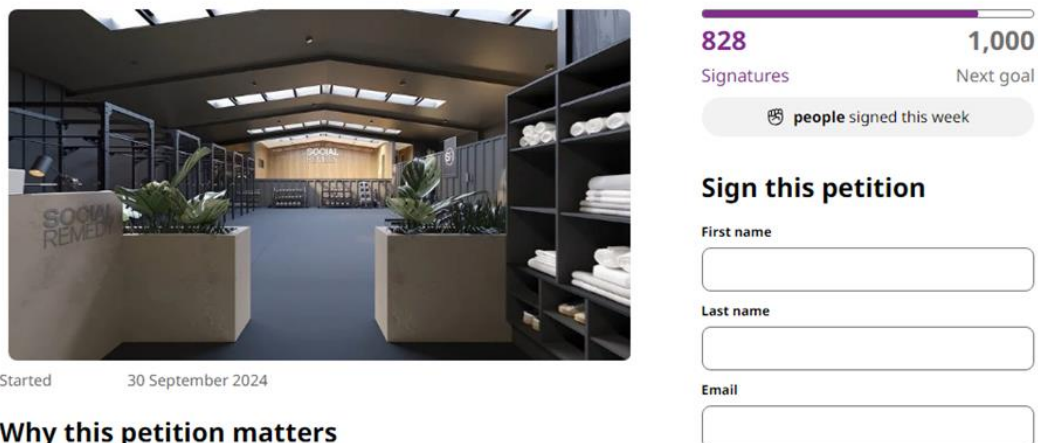 SOCIAL
SOCIAL
REMEDY
Started 30 September 2024
Why this petition matters
828 1,000
Signatures Next goal
people signed this week
Sign this petition
First name
Last name
Email